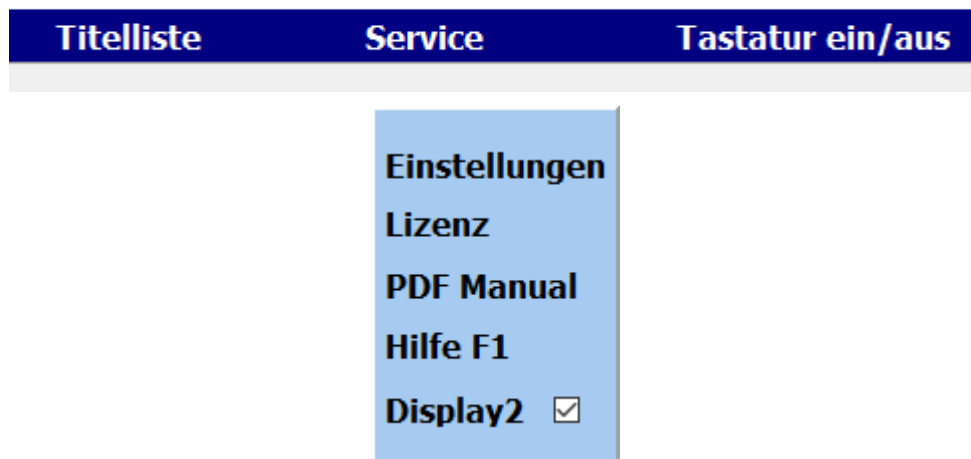 Titelliste Service Tastatur ein/aus
Einstellungen
Lizenz
PDF Manual
Hilfe F1
Display2